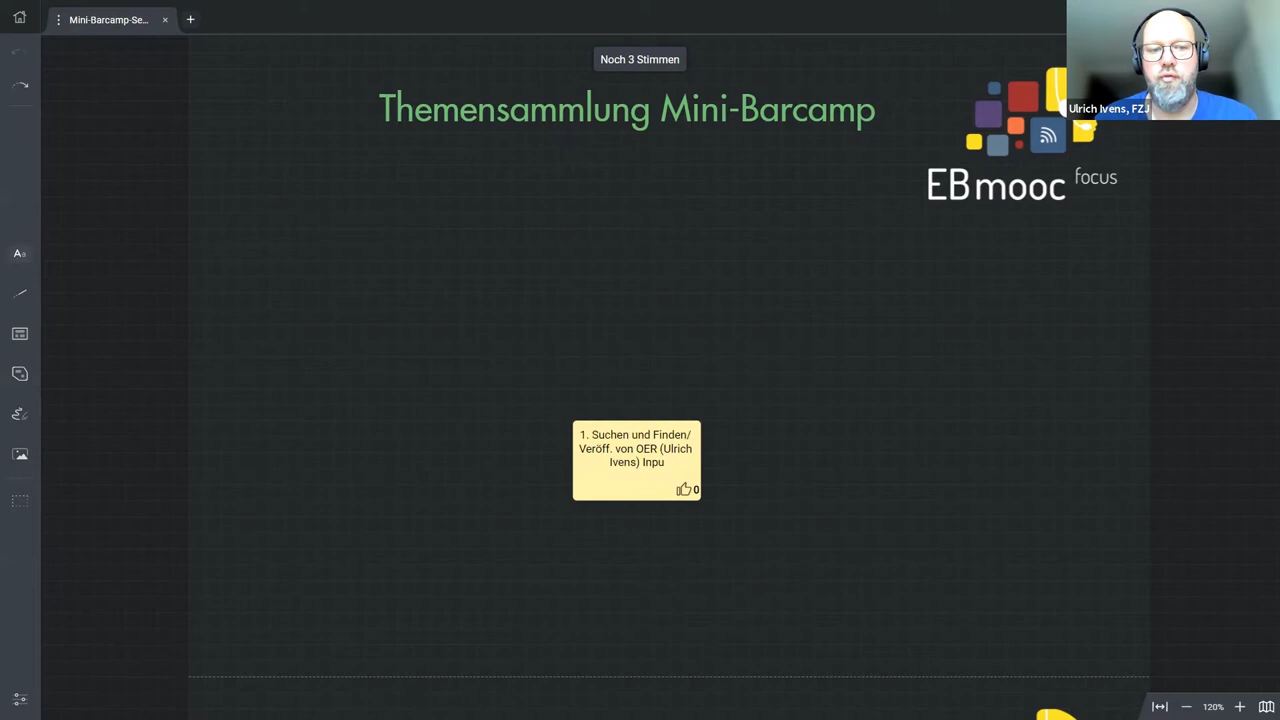 Mini-Barcamp-Se...
Noch 3 Stimmen
Themensammlung Mini-Barcamp
Ulrich Ivens, FZJ
EBmooc focus
1. Suchen und Finden/
Veröff. von OER (Ulrich
Ivens) Inpu
0
Aa
120%